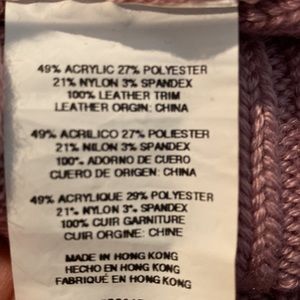 49% ACRYLIC 27% POLYESTER
21% NYLON 3% SPANDEX
100% LEATHER TRIM
LEATHER ORGIN: CHINA
49% ACRILICO 27% POLIESTER
21% NILON 3% SPANDEX
100% ADORNO DE CUERO
CUERO DE ORIGEN: CHINA
49% ACRYLIQUE 29% POLYESTER
21% NYLON 3% SPANDEX
100% CUIR GARNITURE
CUIR ORGINE: CHINE
MADE IN HONG KONG
HECHO EN HONG KONG
FABRIQUÉ EN HONG KONG